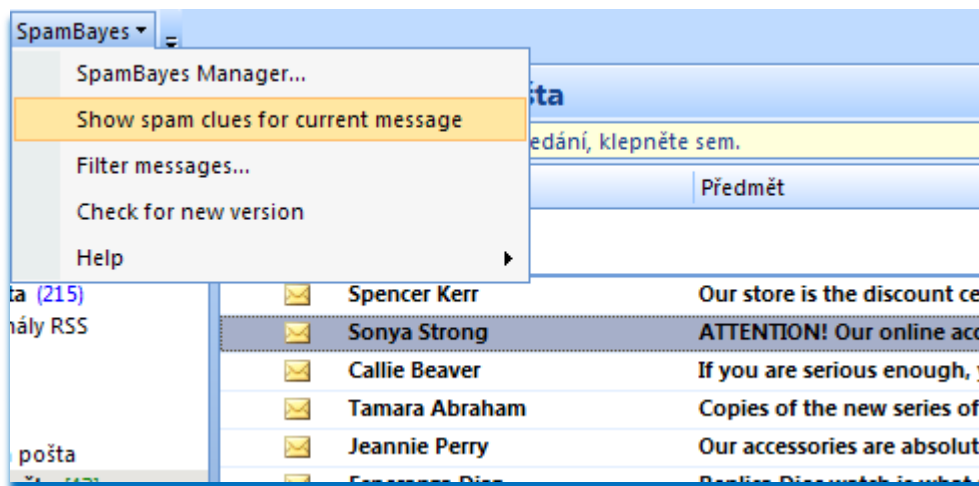 SpamBayes
SpamBayes Manager...
Show spam clues for current message
Filter messages...
Check for new version
Help
šta
edání, klepněte sem.
Předmět
ta (215)
nály RSS
pošta
Spencer Kerr Our store is the discount ce
Sonya Strong ATTENTION! Our online acc
Callie Beaver If you are serious enough,
Tamara Abraham Copies of the new series of
Jeannie Perry Our accessories are absolut